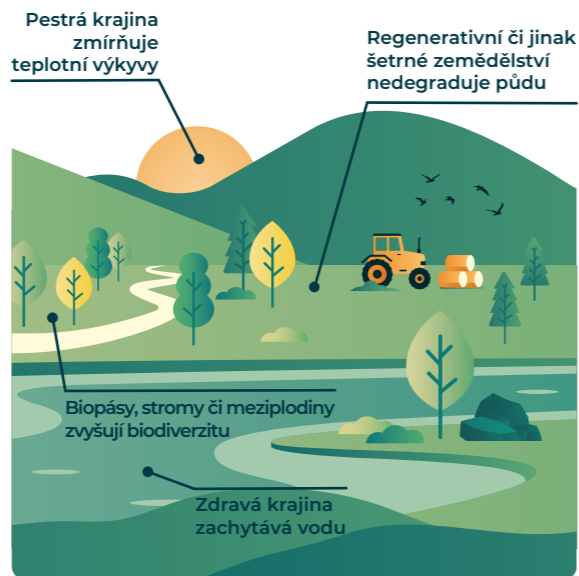 Pestrá krajina
zmírňuje
teplotní výkyvy
Regenerativní či jinak
šetrné zemědělství
nedegraduje půdu
Biopásy, stromy či meziplodiny
zvyšují biodiverzitu
Zdravá krajina
zachytává vodu